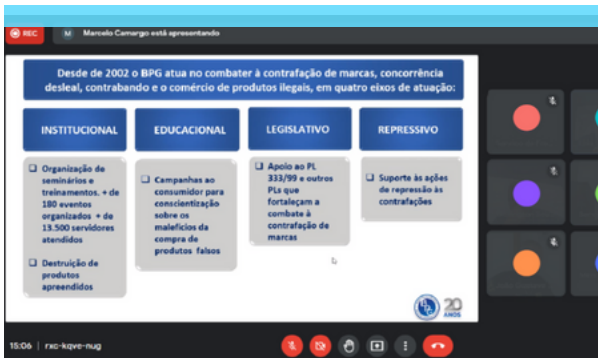 REC
M Marcelo Camargo está apresentando
Desde de 2002 o BPG atua no combater à contrafação de marcas, concorrência
desleal, contrabando e o comércio de produtos ilegais, em quatro eixos de atuação:
INSTITUCIONAL
Organização de
seminários e
treinamentos. + de
180 eventos
organizados + de
13.500 servidores
atendidos
Destruição de
produtos
apreendidos
EDUCACIONAL
Campanhas ao
consumidor para
conscientização
sobre os
malefícios da
compra de
produtos falsos
LEGISLATIVO
Apoio ao PL
333/99 e outros
PLs que
fortaleçam a
combate à
contrafação de
marcas
REPRESSIVO
Suporte às ações
de repressão às
contrafações
BPG
20
ANOS
15:06 | rxc-kqve-nug